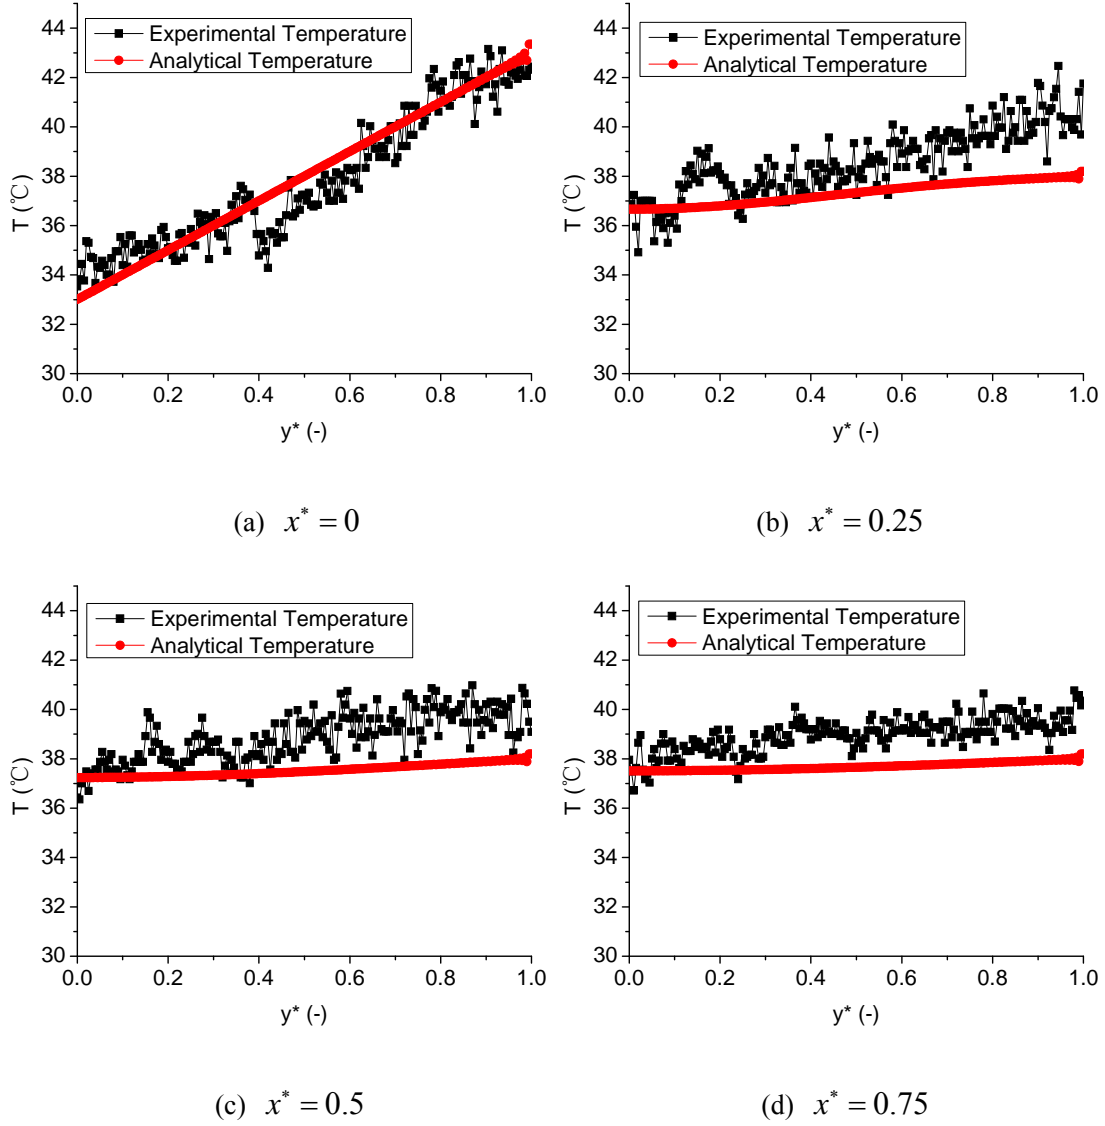 44
42
40
38
36
34
32
30
T (℃)
Experimental Temperature
Analytical Temperature
0.0 0.2 0.4 0.6 0.8 1.0
y* (-)
(a) x* = 0
44
42
40
38
36
34
32
30
T (℃)
Experimental Temperature
Analytical Temperature
0.0 0.2 0.4 0.6 0.8 1.0
y* (-)
(b) x* = 0.25
44
42
40
38
36
34
32
30
T (℃)
Experimental Temperature
Analytical Temperature
0.0 0.2 0.4 0.6 0.8 1.0
y* (-)
(c) x* = 0.5
44
42
40
38
36
34
32
30
T (℃)
Experimental Temperature
Analytical Temperature
0.0 0.2 0.4 0.6 0.8 1.0
y* (-)
(d) x* = 0.75